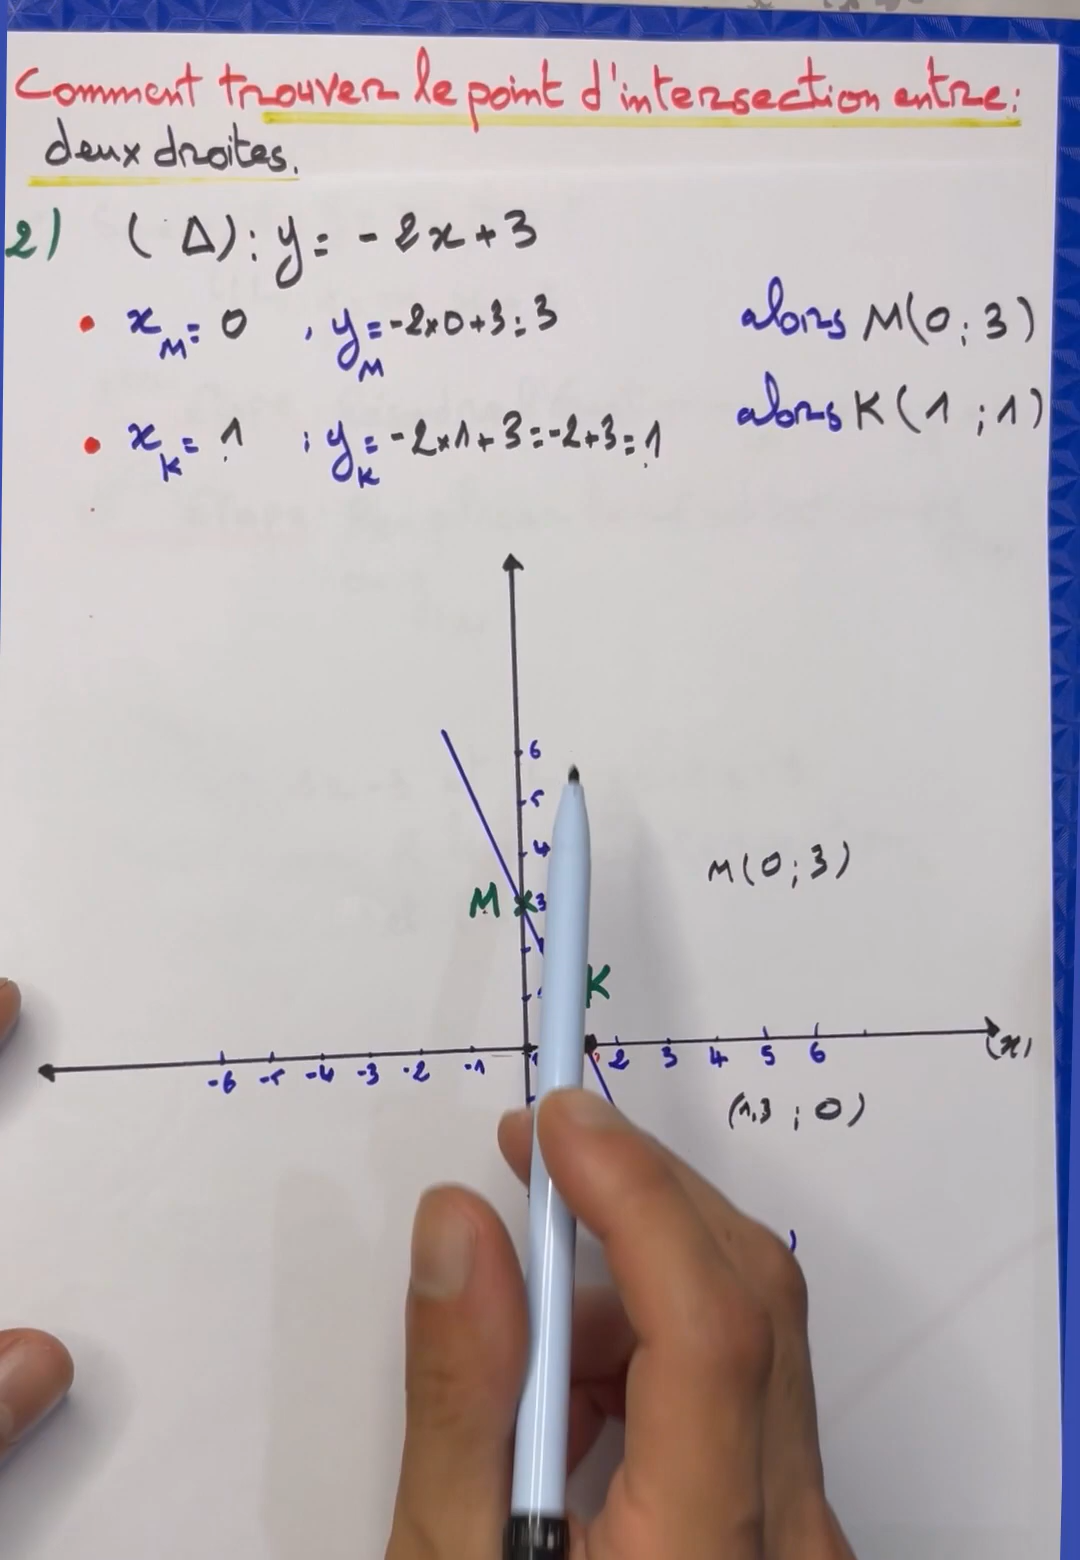 Comment trouver le point d'intersection entre:
deux droites.
2) (Δ): y = -2x+3
• x_M = 0 , y_M = -2×0+3 = 3 alors M(0;3)
• x_K = 1 ; y_K = -2×1+3 = -2+3 = 1 alors K(1;1)
6
5
4
M(0;3)
M 3
K
(x)
-6 -5 -4 -3 -2 -1 2 3 4 5 6
(1,3 ; 0)